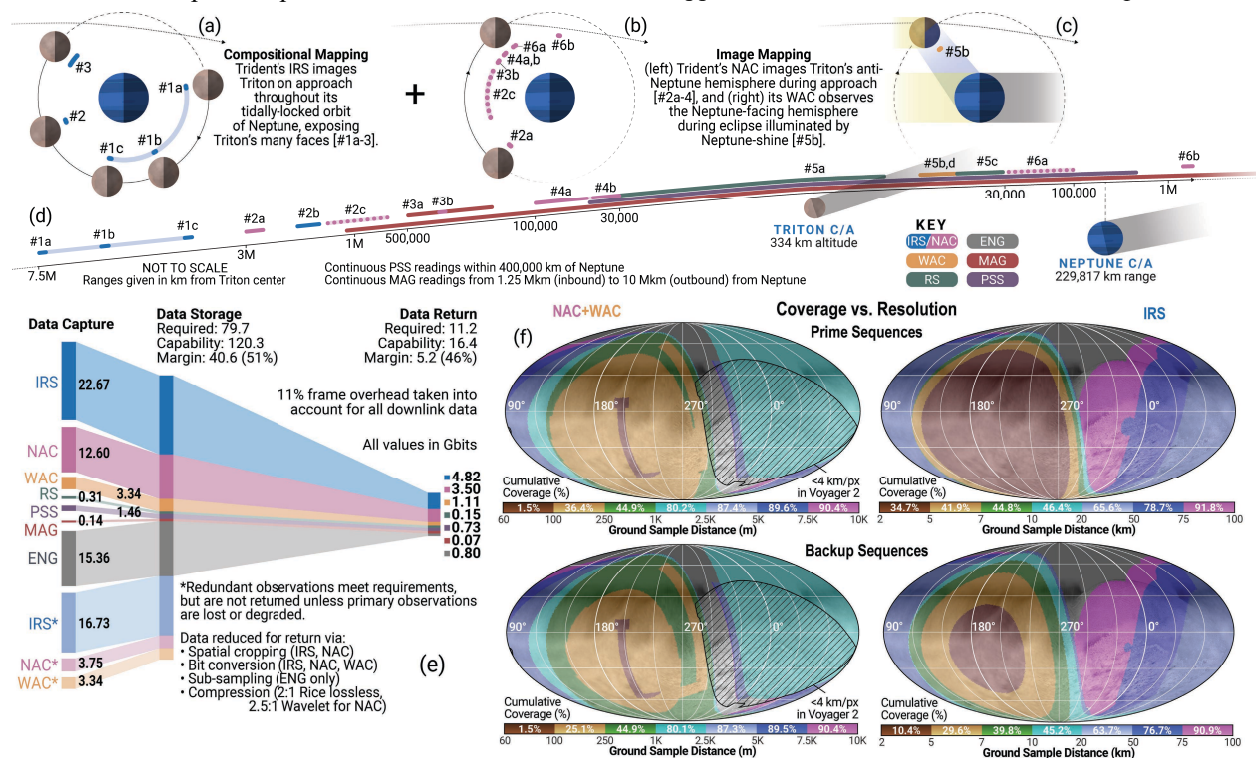 (a)
#3
#1a
#2
#1b
#1c
Compositional Mapping
Trident's IRS images
Triton on approach
throughout its
tidally-locked orbit
of Neptune, exposing
Triton's many faces [#1a-3].
+
(b)
#6a
#6b
#4a,b
#3b
#2c
#2a
Image Mapping
(left) Trident's NAC images Triton's anti-
Neptune hemisphere during approach
[#2a-4], and (right) its WAC observes
the Neptune-facing hemisphere
during eclipse illuminated by
Neptune-shine [#5b].
(c)
#5b
(d)
#1a
#1b
#1c
#2a
#2b
#2c
#3a
#3b
#4a
#4b
#5a
#5b,d
#5c
#6a
#6b
7.5M
3M
1M
500,000
100,000
30,000
30,000
100,000
1M
NOT TO SCALE
Ranges given in km from Triton center
Continuous PSS readings within 400,000 km of Neptune
Continuous MAG readings from 1.25 Mkm (inbound) to 10 Mkm (outbound) from Neptune
TRITON C/A
334 km altitude
KEY
IRS/NAC
ENG
WAC
MAG
RS
PSS
NEPTUNE C/A
229,817 km range
Data Capture
Data Storage
Required: 79.7
Capability: 120.3
Margin: 40.6 (51%)
Data Return
Required: 11.2
Capability: 16.4
Margin: 5.2 (46%)
11% frame overhead taken into
account for all downlink data
All values in Gbits
IRS
22.67
NAC
12.60
WAC
3.34
RS
0.31
PSS
1.46
MAG
0.14
ENG
15.36
IRS*
16.73
NAC*
3.75
WAC*
3.34
4.82
3.50
1.11
0.15
0.73
0.07
0.80
*Redundant observations meet requirements,
but are not returned unless primary observations
are lost or degraded.
Data reduced for return via:
• Spatial cropping (IRS, NAC)
• Bit conversion (IRS, NAC, WAC)
• Sub-sampling (ENG only)
• Compression (2:1 Rice lossless,
2.5:1 Wavelet for NAC)
(e)
(f)
NAC+WAC
Coverage vs. Resolution
IRS
Prime Sequences
90°
180°
270°
0°
90°
180°
270°
0°
<4 km/px
in Voyager 2
Cumulative
Coverage (%)
1.5% 36.4% 44.9% 80.2% 87.4% 89.6% 90.4%
60 100 250 1K 2.5K 5K 7.5K 10K
Ground Sample Distance (m)
Cumulative
Coverage (%)
34.7% 41.9% 44.8% 46.4% 65.6% 78.7% 91.8%
2 5 7 10 20 50 75 100
Ground Sample Distance (km)
Backup Sequences
90°
180°
270°
0°
90°
180°
270°
0°
<4 km/px
in Voyager 2
Cumulative
Coverage (%)
1.5% 25.1% 44.9% 80.1% 87.3% 89.5% 90.4%
60 100 250 1K 2.5K 5K 7.5K 10K
Ground Sample Distance (m)
Cumulative
Coverage (%)
10.4% 29.6% 39.8% 45.2% 63.7% 76.7% 90.9%
2 5 7 10 20 50 75 100
Ground Sample Distance (km)